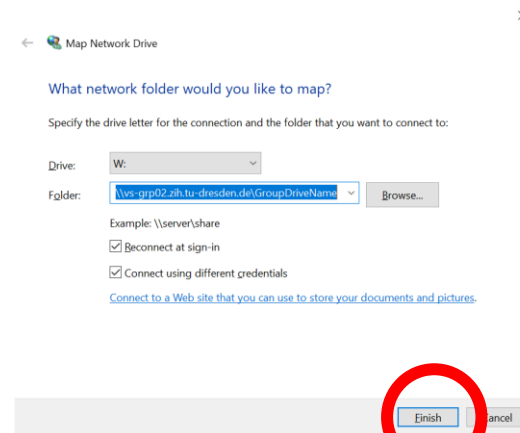 Map Network Drive
What network folder would you like to map?
Specify the drive letter for the connection and the folder that you want to connect to:
Drive: W:
Folder: \\vs-grp02.zih.tu-dresden.de\GroupDriveName Browse...
Example: \\server\share
Reconnect at sign-in
Connect using different credentials
Connect to a Web site that you can use to store your documents and pictures.
Finish ancel